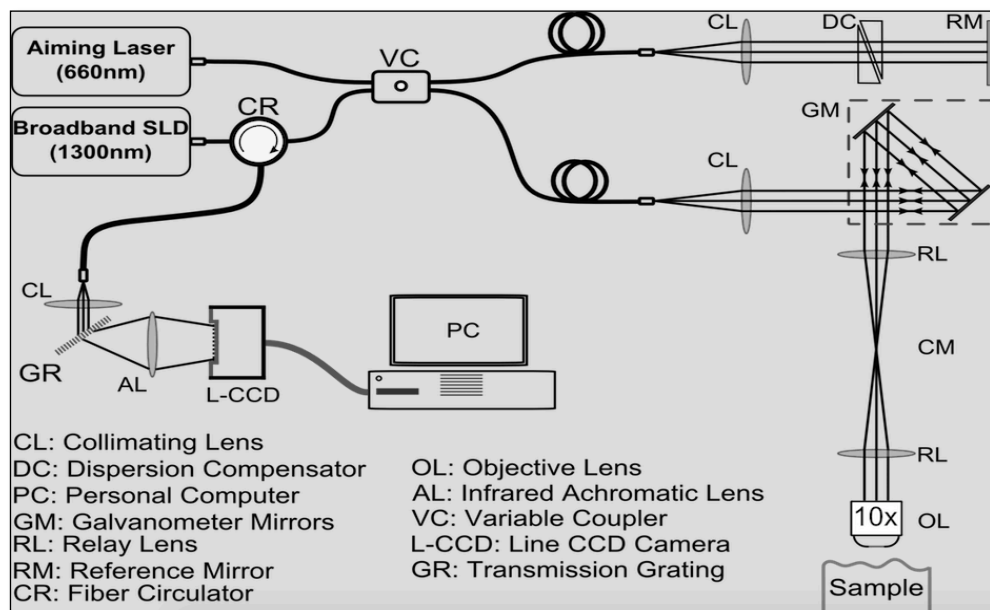 Aiming Laser
(660nm)
VC
CL
DC
RM
Broadband SLD
(1300nm)
CR
GM
CL
RL
CL
PC
CM
GR
AL
L-CCD
RL
CL: Collimating Lens
DC: Dispersion Compensator
PC: Personal Computer
GM: Galvanometer Mirrors
RL: Relay Lens
RM: Reference Mirror
CR: Fiber Circulator
OL: Objective Lens
AL: Infrared Achromatic Lens
VC: Variable Coupler
L-CCD: Line CCD Camera
GR: Transmission Grating
10x
OL
Sample